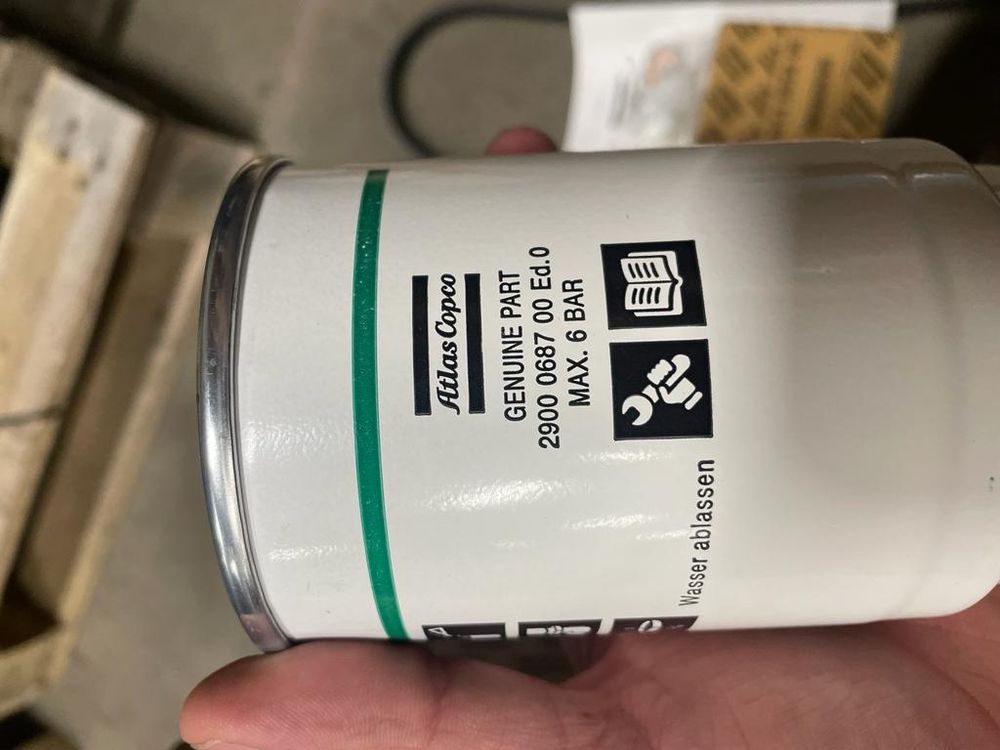 Atlas Copco
GENUINE PART
2900 0687 00 Ed.0
MAX. 6 BAR
Wasser ablassen